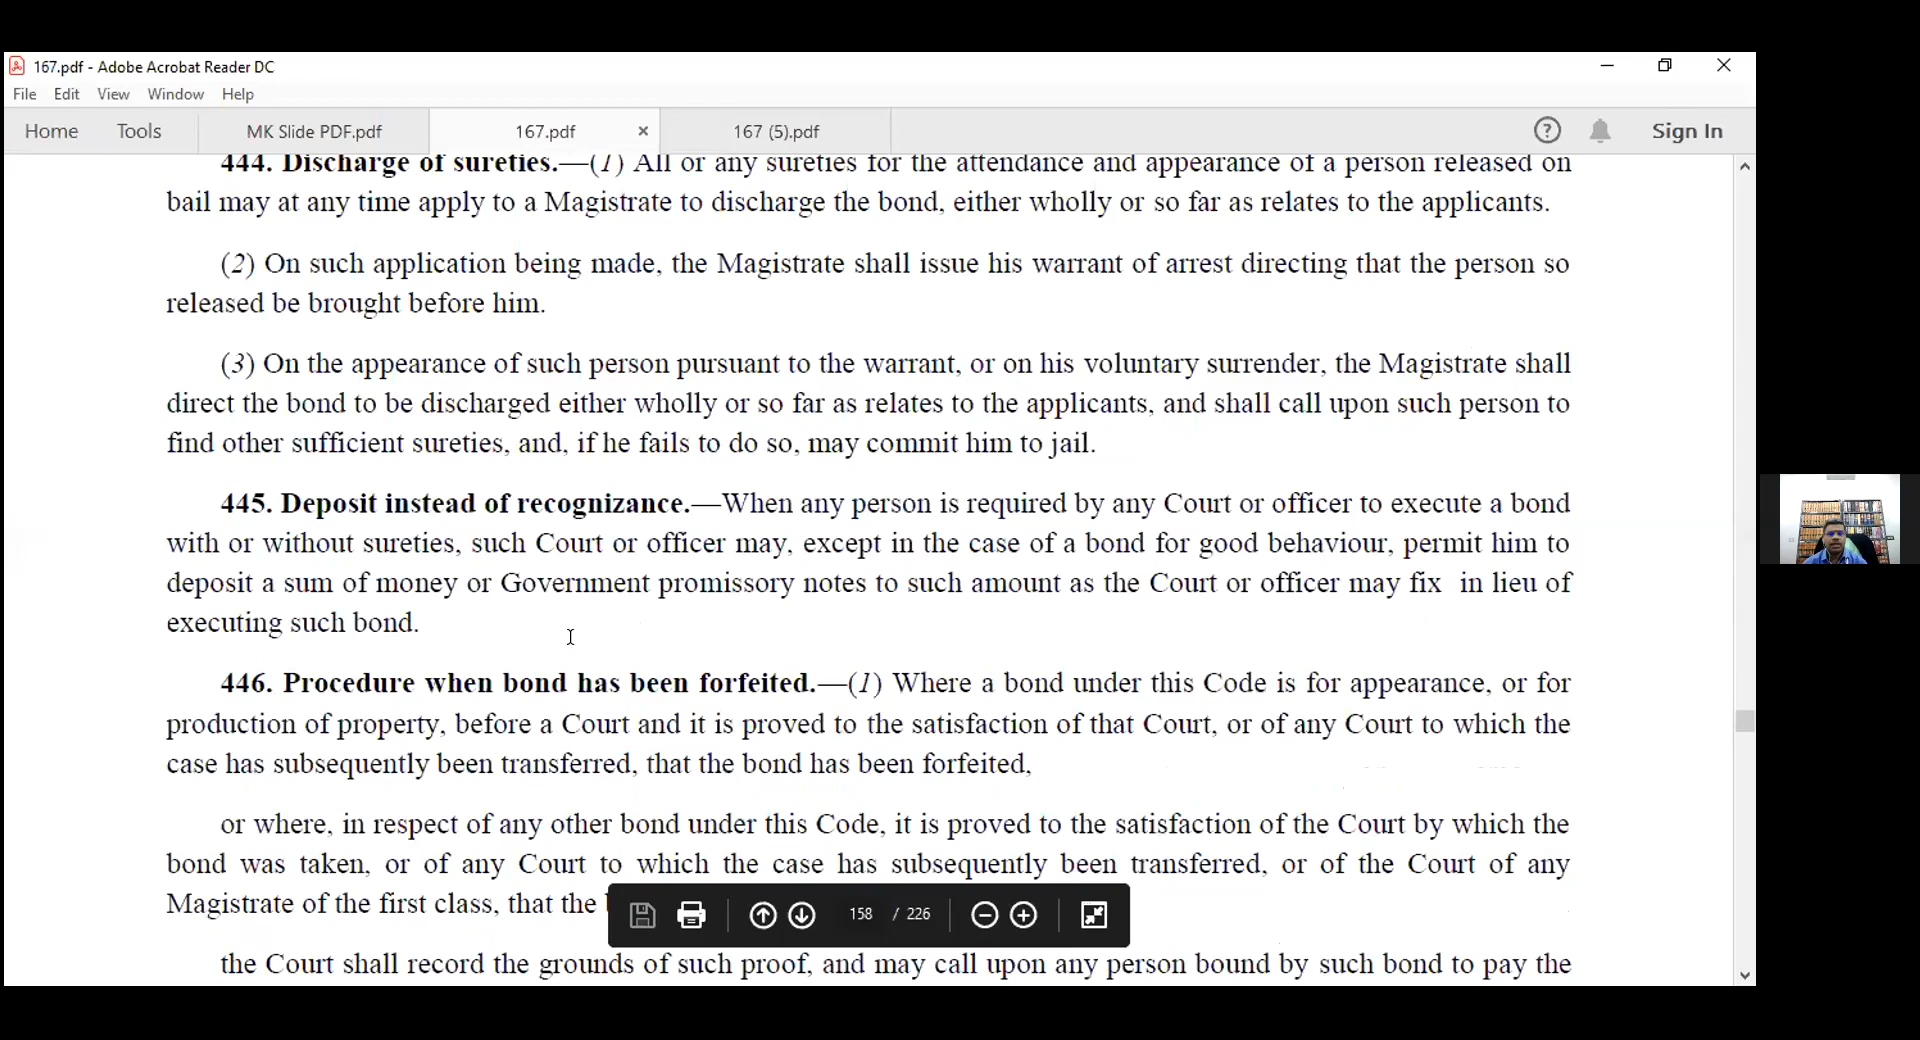 167.pdf - Adobe Acrobat Reader DC
File Edit View Window Help
Home Tools MK Slide PDF.pdf 167.pdf × 167 (5).pdf Sign In
444. Discharge of sureties.—(1) All or any sureties for the attendance and appearance of a person released on
bail may at any time apply to a Magistrate to discharge the bond, either wholly or so far as relates to the applicants.
(2) On such application being made, the Magistrate shall issue his warrant of arrest directing that the person so
released be brought before him.
(3) On the appearance of such person pursuant to the warrant, or on his voluntary surrender, the Magistrate shall
direct the bond to be discharged either wholly or so far as relates to the applicants, and shall call upon such person to
find other sufficient sureties, and, if he fails to do so, may commit him to jail.
445. Deposit instead of recognizance.—When any person is required by any Court or officer to execute a bond
with or without sureties, such Court or officer may, except in the case of a bond for good behaviour, permit him to
deposit a sum of money or Government promissory notes to such amount as the Court or officer may fix in lieu of
executing such bond.
446. Procedure when bond has been forfeited.—(1) Where a bond under this Code is for appearance, or for
production of property, before a Court and it is proved to the satisfaction of that Court, or of any Court to which the
case has subsequently been transferred, that the bond has been forfeited,
or where, in respect of any other bond under this Code, it is proved to the satisfaction of the Court by which the
bond was taken, or of any Court to which the case has subsequently been transferred, or of the Court of any
Magistrate of the first class, that the
158 / 226
the Court shall record the grounds of such proof, and may call upon any person bound by such bond to pay the